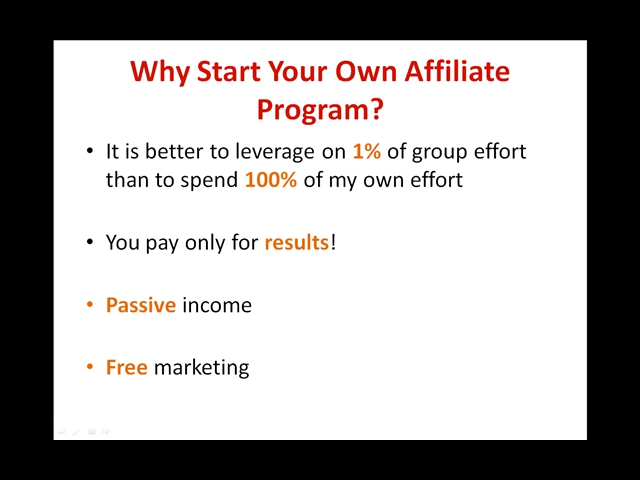 Why Start Your Own Affiliate
Program?
• It is better to leverage on 1% of group effort
than to spend 100% of my own effort
• You pay only for results!
• Passive income
• Free marketing